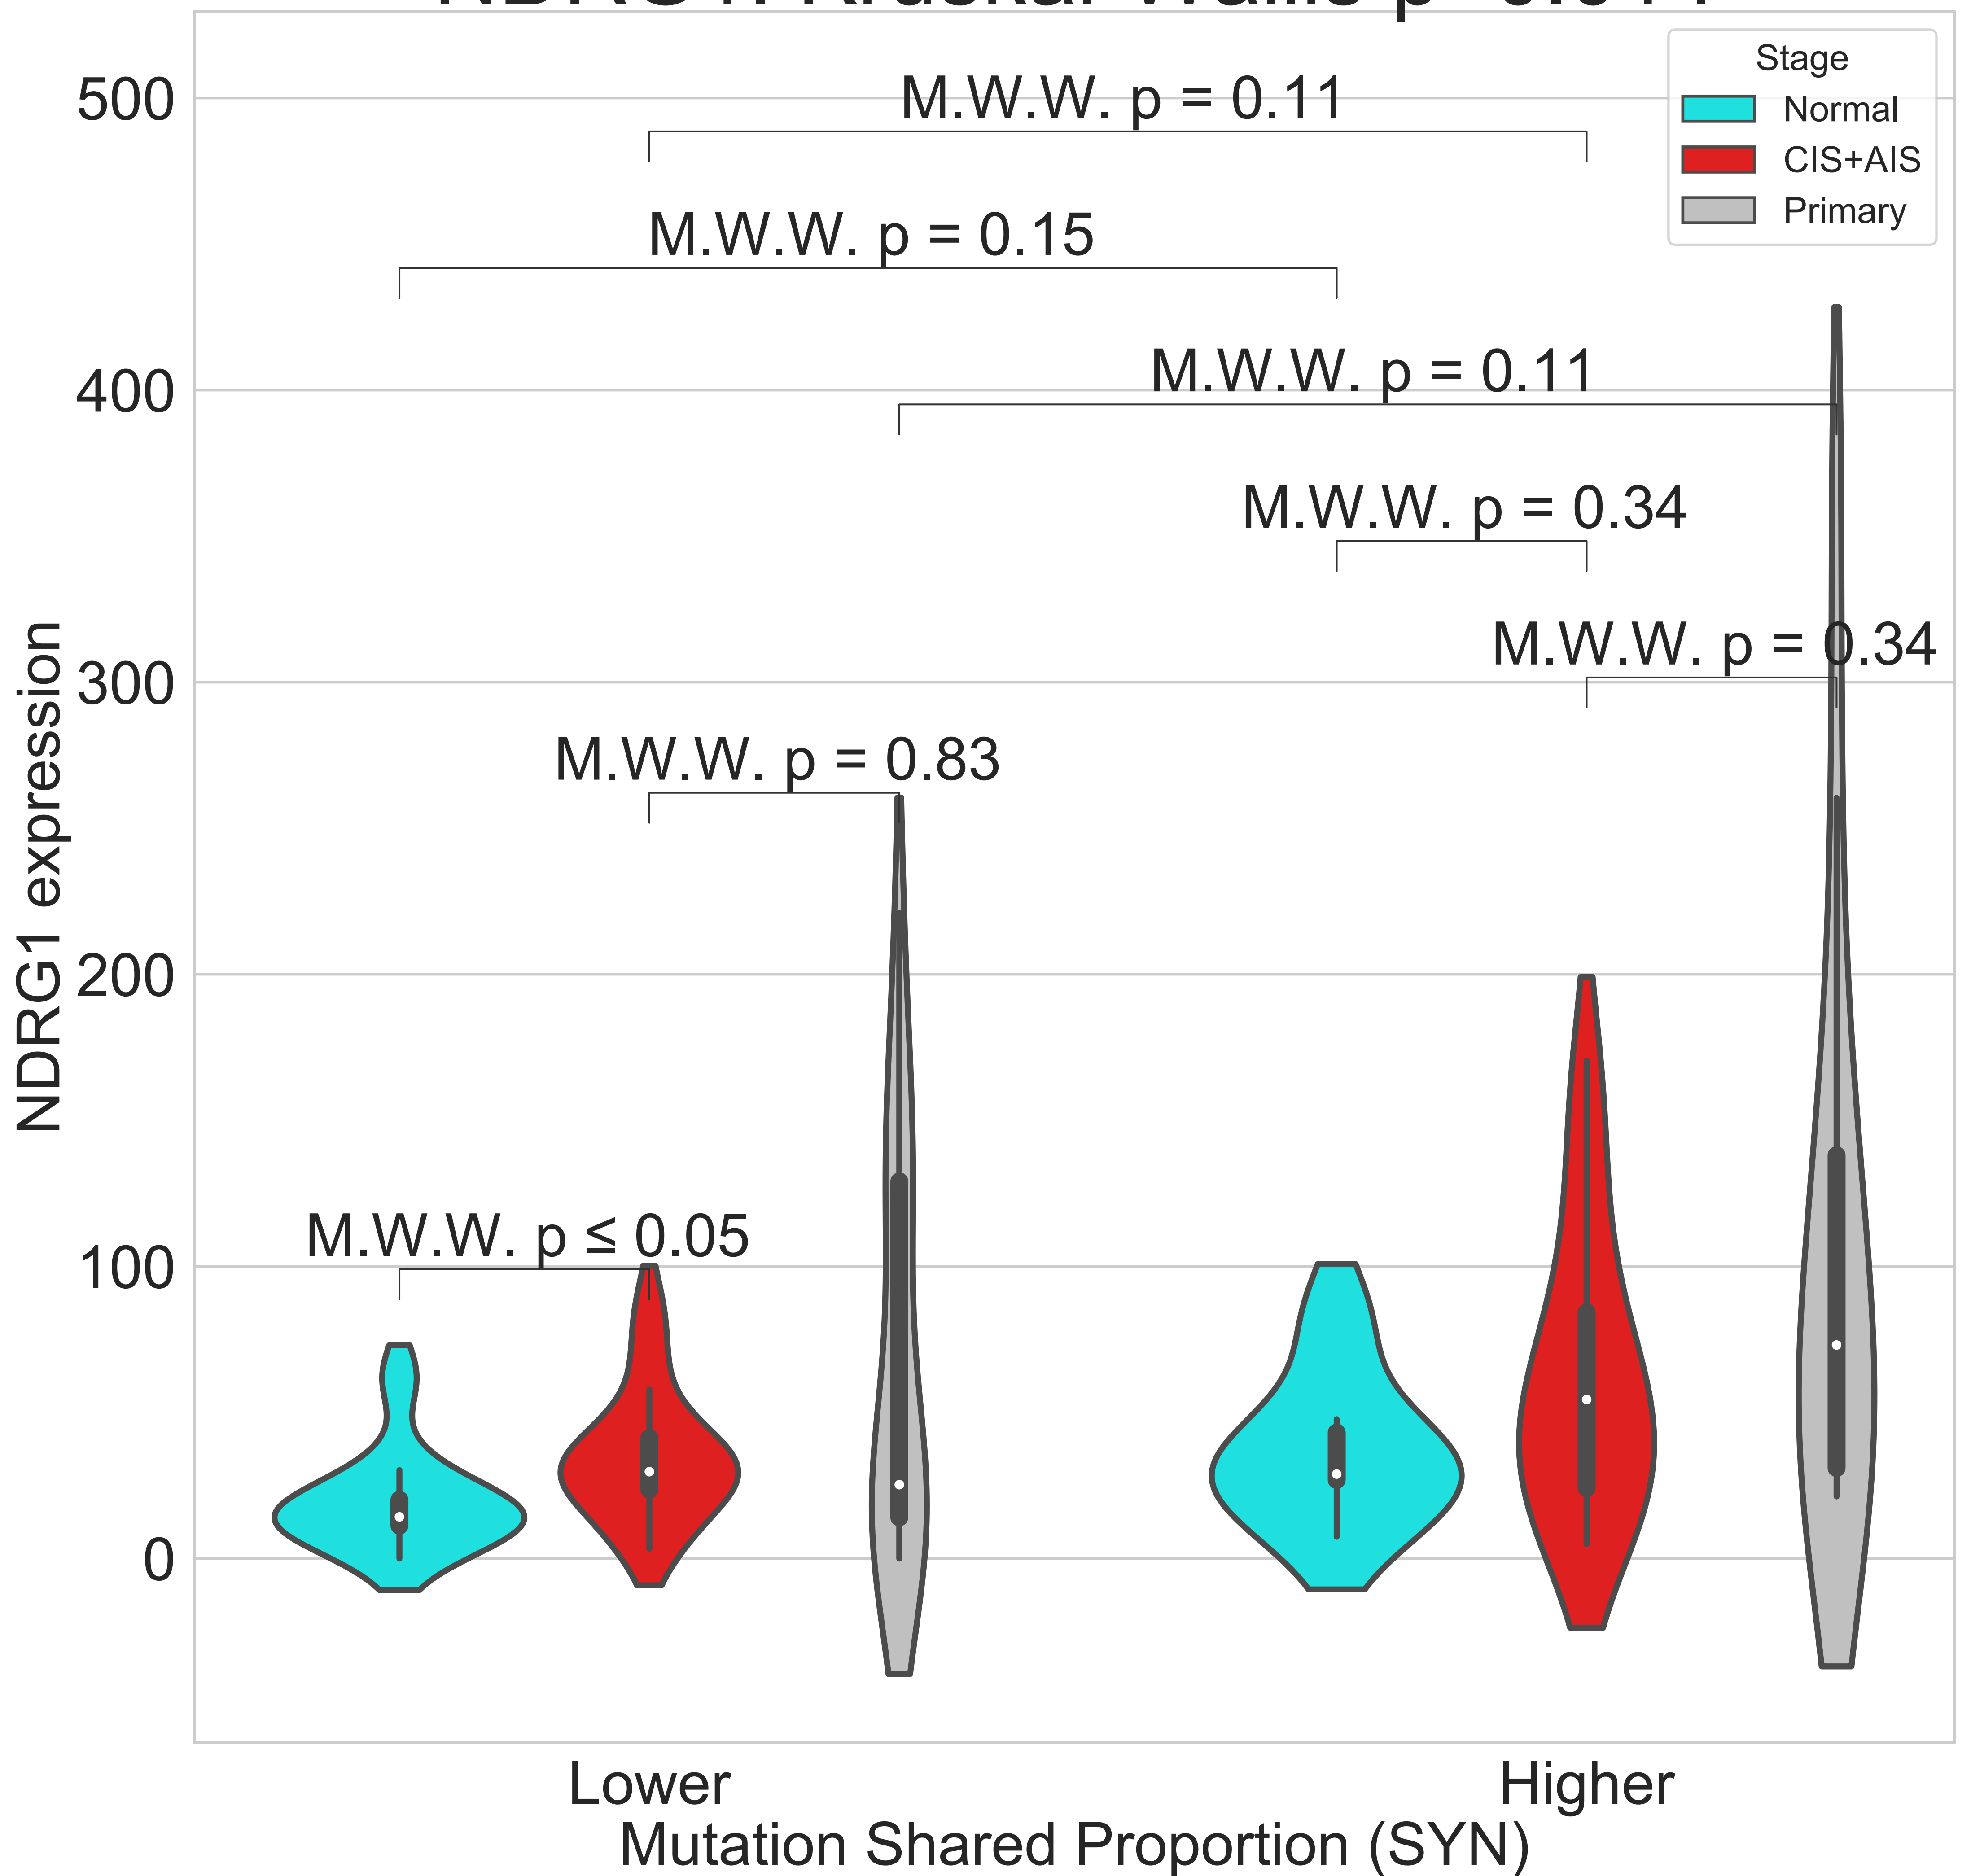 Stage
Normal
CIS+AIS
Primary
500
400
300
200
100
0
NDRG1 expression
M.W.W. p = 0.11
M.W.W. p = 0.15
M.W.W. p = 0.11
M.W.W. p = 0.34
M.W.W. p = 0.34
M.W.W. p = 0.83
M.W.W. p ≤ 0.05
Lower
Higher
Mutation Shared Proportion (SYN)